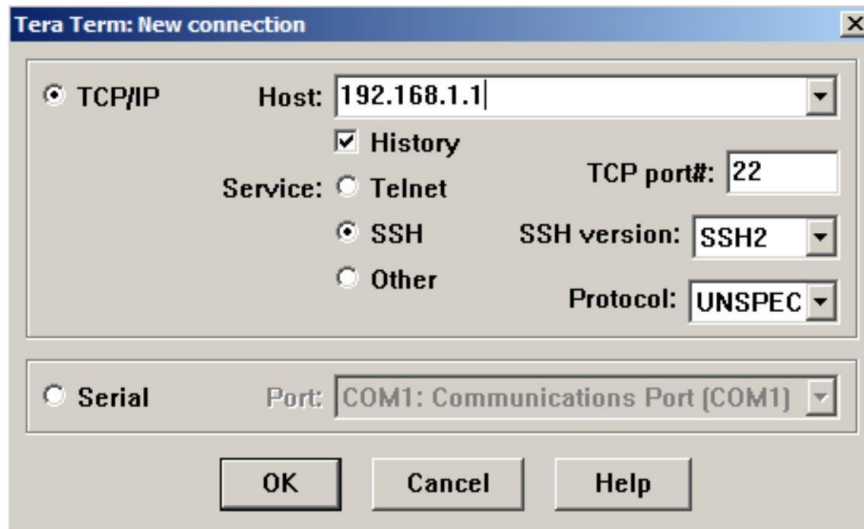 Tera Term: New connection
TCP/IP Host: 192.168.1.1
History
Service: Telnet TCP port#: 22
SSH SSH version: SSH2
Other Protocol: UNSPEC
Serial Port: COM1: Communications Port (COM1)
OK Cancel Help